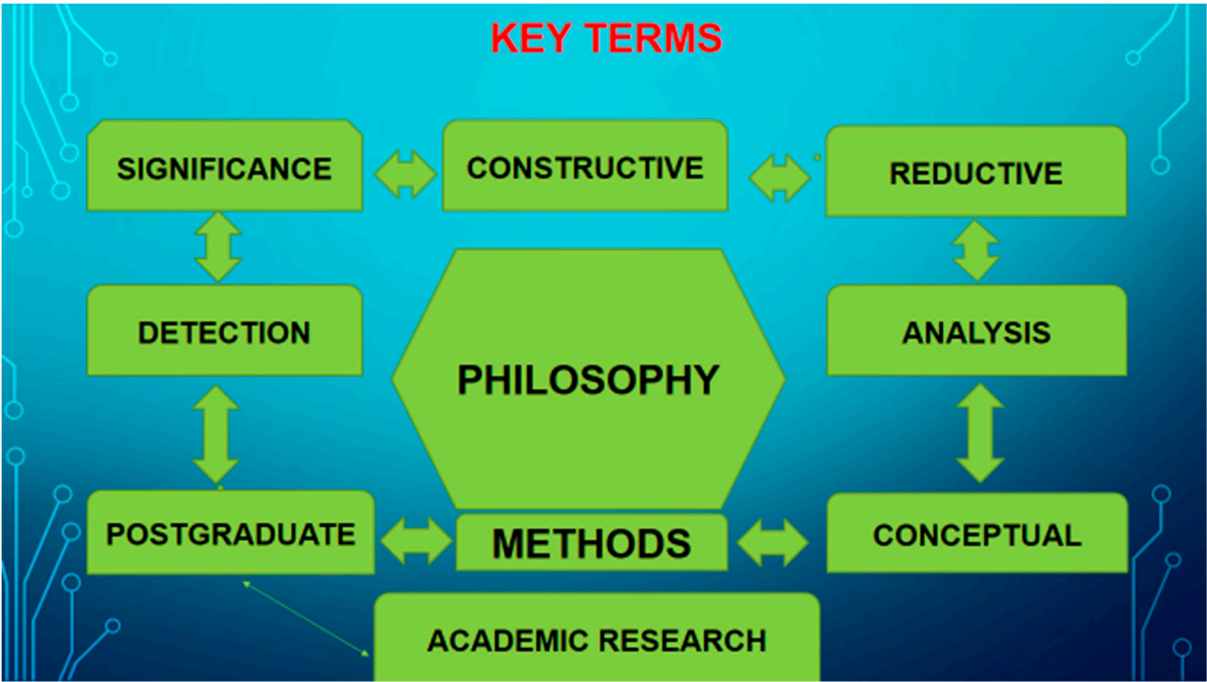 KEY TERMS
SIGNIFICANCE
CONSTRUCTIVE
REDUCTIVE
DETECTION
PHILOSOPHY
ANALYSIS
POSTGRADUATE
METHODS
CONCEPTUAL
ACADEMIC RESEARCH